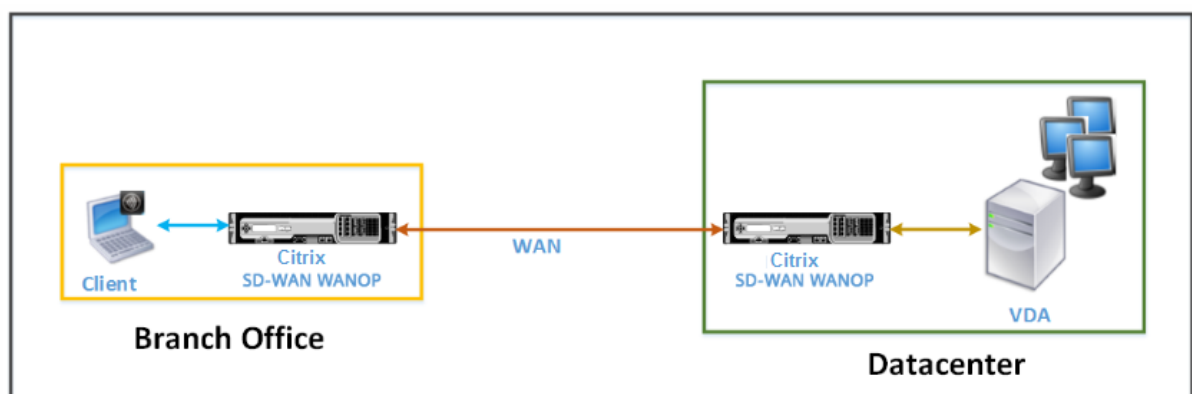 Client
Citrix
SD-WAN WANOP
Branch Office
WAN
Citrix
SD-WAN WANOP
VDA
Datacenter